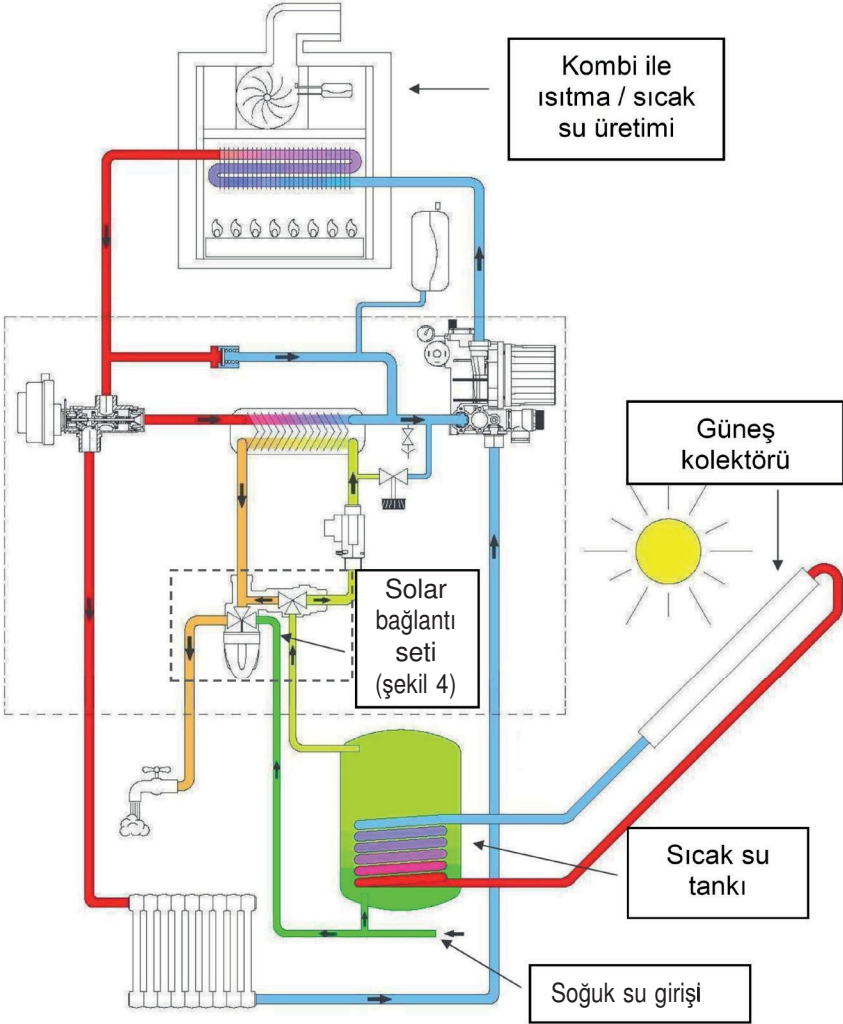 Kombi ile
ısıtma / sıcak
su üretimi
Güneş
kolektörü
Solar
bağlantı
seti
(şekil 4)
Sıcak su
tankı
Soğuk su girişi